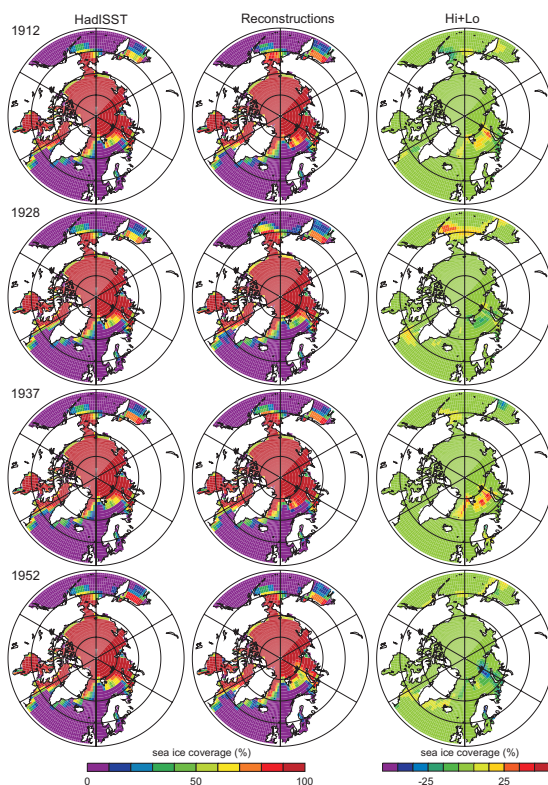 HadISST Reconstructions Hi+Lo
1912
1928
1937
1952
sea ice coverage (%) sea ice coverage (%)
0 50 100 -25 25